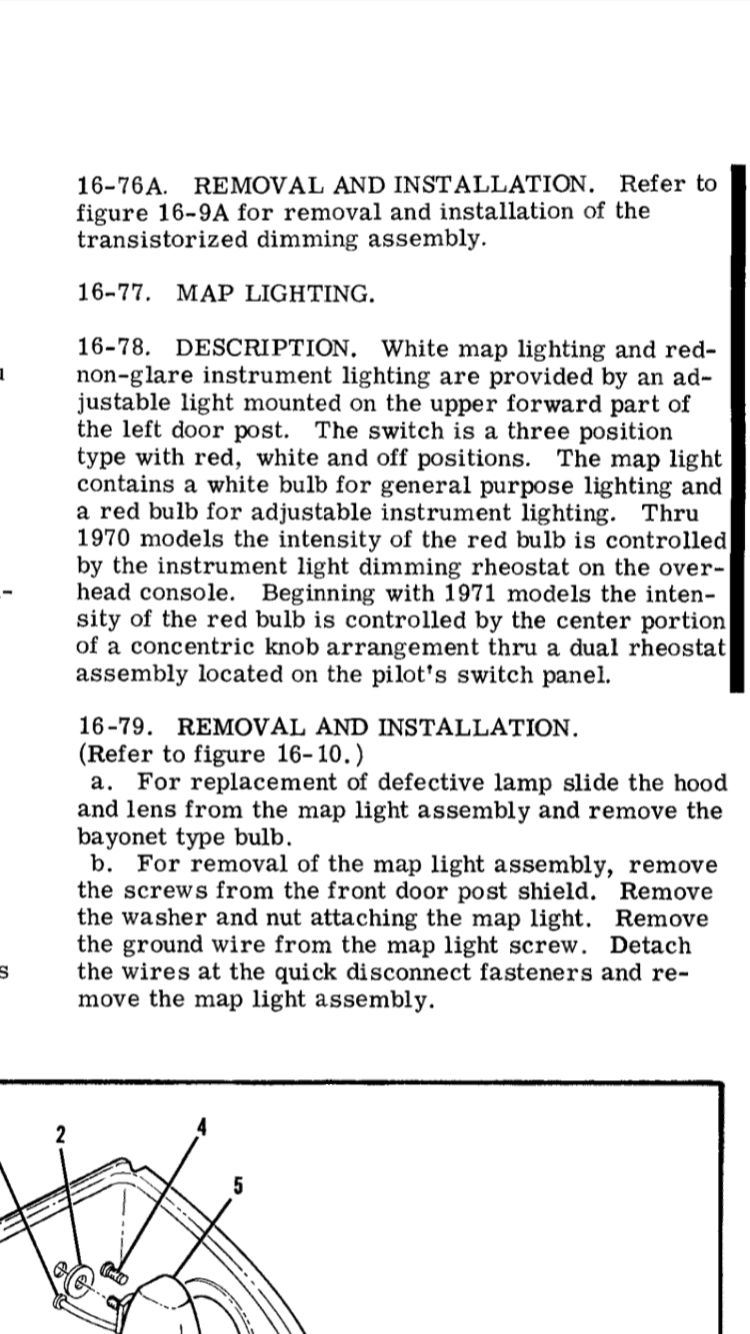 16-76A. REMOVAL AND INSTALLATION. Refer to
figure 16-9A for removal and installation of the
transistorized dimming assembly.
16-77. MAP LIGHTING.
16-78. DESCRIPTION. White map lighting and red-
non-glare instrument lighting are provided by an ad-
justable light mounted on the upper forward part of
the left door post. The switch is a three position
type with red, white and off positions. The map light
contains a white bulb for general purpose lighting and
a red bulb for adjustable instrument lighting. Thru
1970 models the intensity of the red bulb is controlled
by the instrument light dimming rheostat on the over-
head console. Beginning with 1971 models the inten-
sity of the red bulb is controlled by the center portion
of a concentric knob arrangement thru a dual rheostat
assembly located on the pilot's switch panel.
16-79. REMOVAL AND INSTALLATION.
(Refer to figure 16-10.)
a. For replacement of defective lamp slide the hood
and lens from the map light assembly and remove the
bayonet type bulb.
b. For removal of the map light assembly, remove
the screws from the front door post shield. Remove
the washer and nut attaching the map light. Remove
the ground wire from the map light screw. Detach
the wires at the quick disconnect fasteners and re-
move the map light assembly.
2
4
5